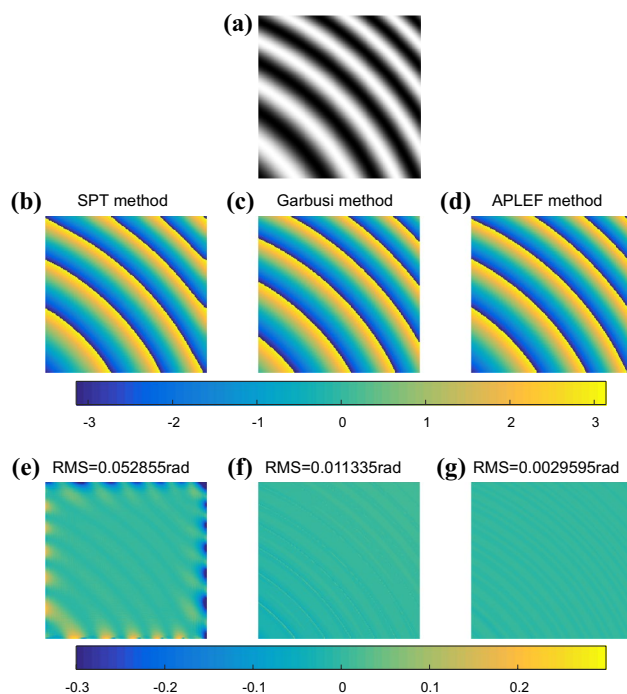 (a)
(b) SPT method (c) Garbusi method (d) APLEF method
-3 -2 -1 0 1 2 3
(e) RMS=0.052855rad (f) RMS=0.011335rad (g) RMS=0.0029595rad
-0.3 -0.2 -0.1 0 0.1 0.2